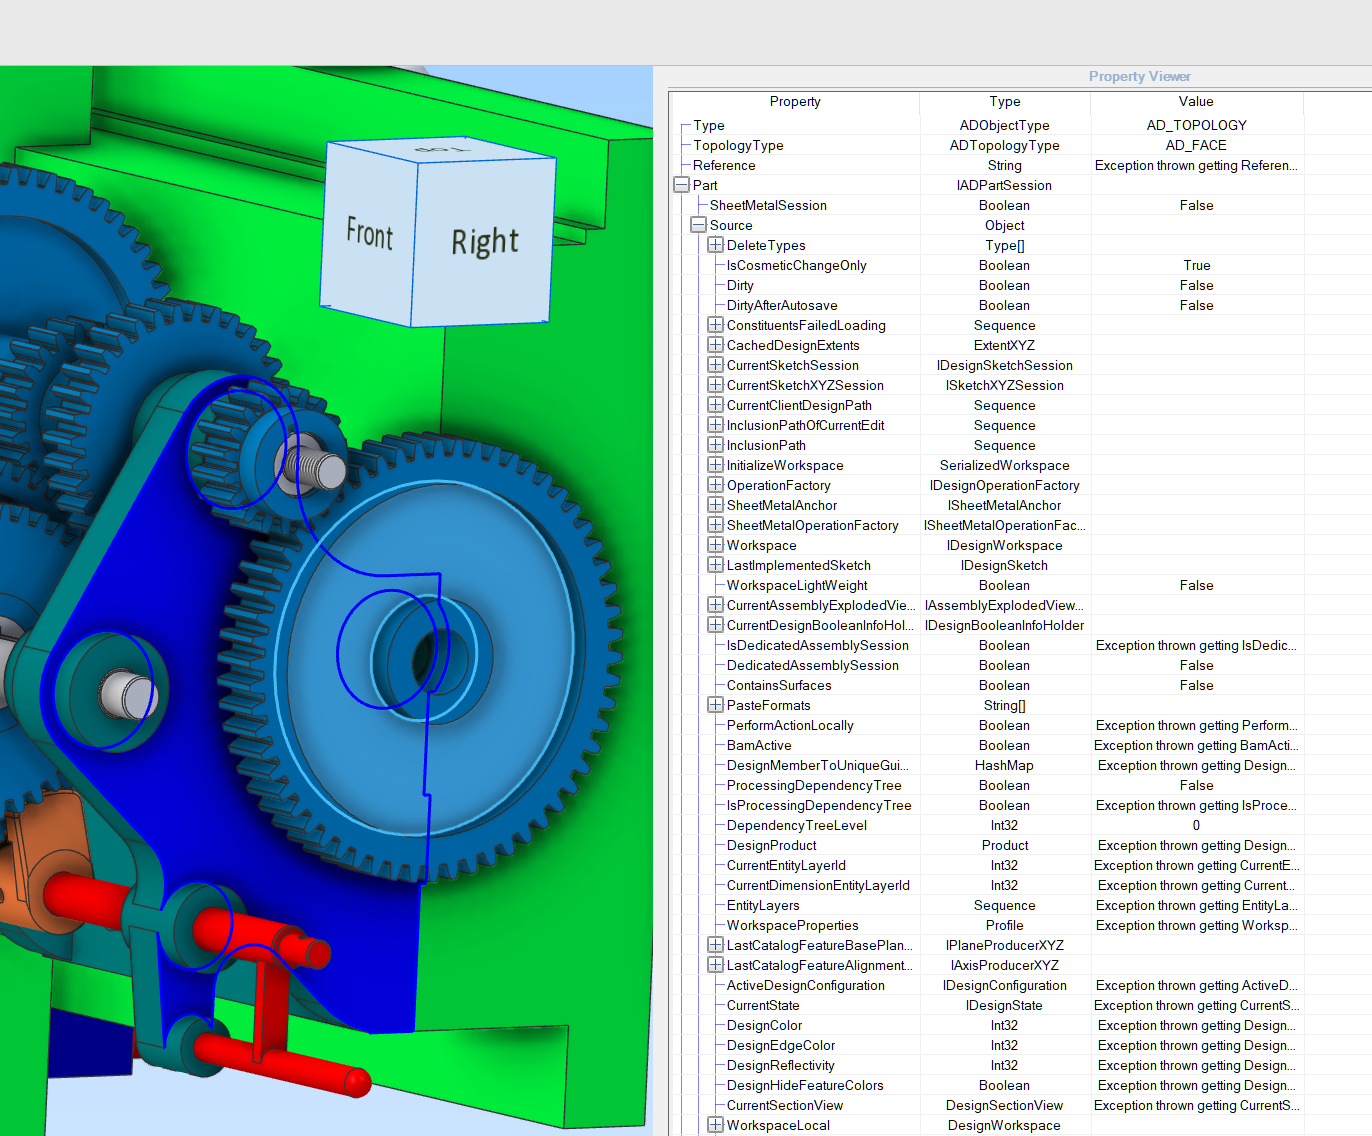 Property Viewer
Top
Front
Right
Property Type Value
Type ADObjectType AD_TOPOLOGY
TopologyType ADTopologyType AD_FACE
Reference String Exception thrown getting Referen...
Part IADPartSession
SheetMetalSession Boolean False
Source Object
DeleteTypes Type[]
IsCosmeticChangeOnly Boolean True
Dirty Boolean False
DirtyAfterAutosave Boolean False
ConstituentsFailedLoading Sequence
CachedDesignExtents ExtentXYZ
CurrentSketchSession IDesignSketchSession
CurrentSketchXYZSession ISketchXYZSession
CurrentClientDesignPath Sequence
InclusionPathOfCurrentEdit Sequence
InclusionPath Sequence
InitializeWorkspace SerializedWorkspace
OperationFactory IDesignOperationFactory
SheetMetalAnchor ISheetMetalAnchor
SheetMetalOperationFactory ISheetMetalOperationFac...
Workspace IDesignWorkspace
LastImplementedSketch IDesignSketch
WorkspaceLightWeight Boolean False
CurrentAssemblyExplodedVie... IAssemblyExplodedView...
CurrentDesignBooleanInfoHol... IDesignBooleanInfoHolder
IsDedicatedAssemblySession Boolean Exception thrown getting IsDedic...
DedicatedAssemblySession Boolean False
ContainsSurfaces Boolean False
PasteFormats String[]
PerformActionLocally Boolean Exception thrown getting Perform...
BamActive Boolean Exception thrown getting BamActi...
DesignMemberToUniqueGui... HashMap Exception thrown getting Design...
ProcessingDependencyTree Boolean False
IsProcessingDependencyTree Boolean Exception thrown getting IsProce...
DependencyTreeLevel Int32 0
DesignProduct Product Exception thrown getting Design...
CurrentEntityLayerId Int32 Exception thrown getting CurrentE...
CurrentDimensionEntityLayerId Int32 Exception thrown getting Current...
EntityLayers Sequence Exception thrown getting EntityLa...
WorkspaceProperties Profile Exception thrown getting Worksp...
LastCatalogFeatureBasePlan... IPlaneProducerXYZ
LastCatalogFeatureAlignment... IAxisProducerXYZ
ActiveDesignConfiguration IDesignConfiguration Exception thrown getting ActiveD...
CurrentState IDesignState Exception thrown getting CurrentS...
DesignColor Int32 Exception thrown getting Design...
DesignEdgeColor Int32 Exception thrown getting Design...
DesignReflectivity Int32 Exception thrown getting Design...
DesignHideFeatureColors Boolean Exception thrown getting Design...
CurrentSectionView DesignSectionView Exception thrown getting CurrentS...
WorkspaceLocal DesignWorkspace